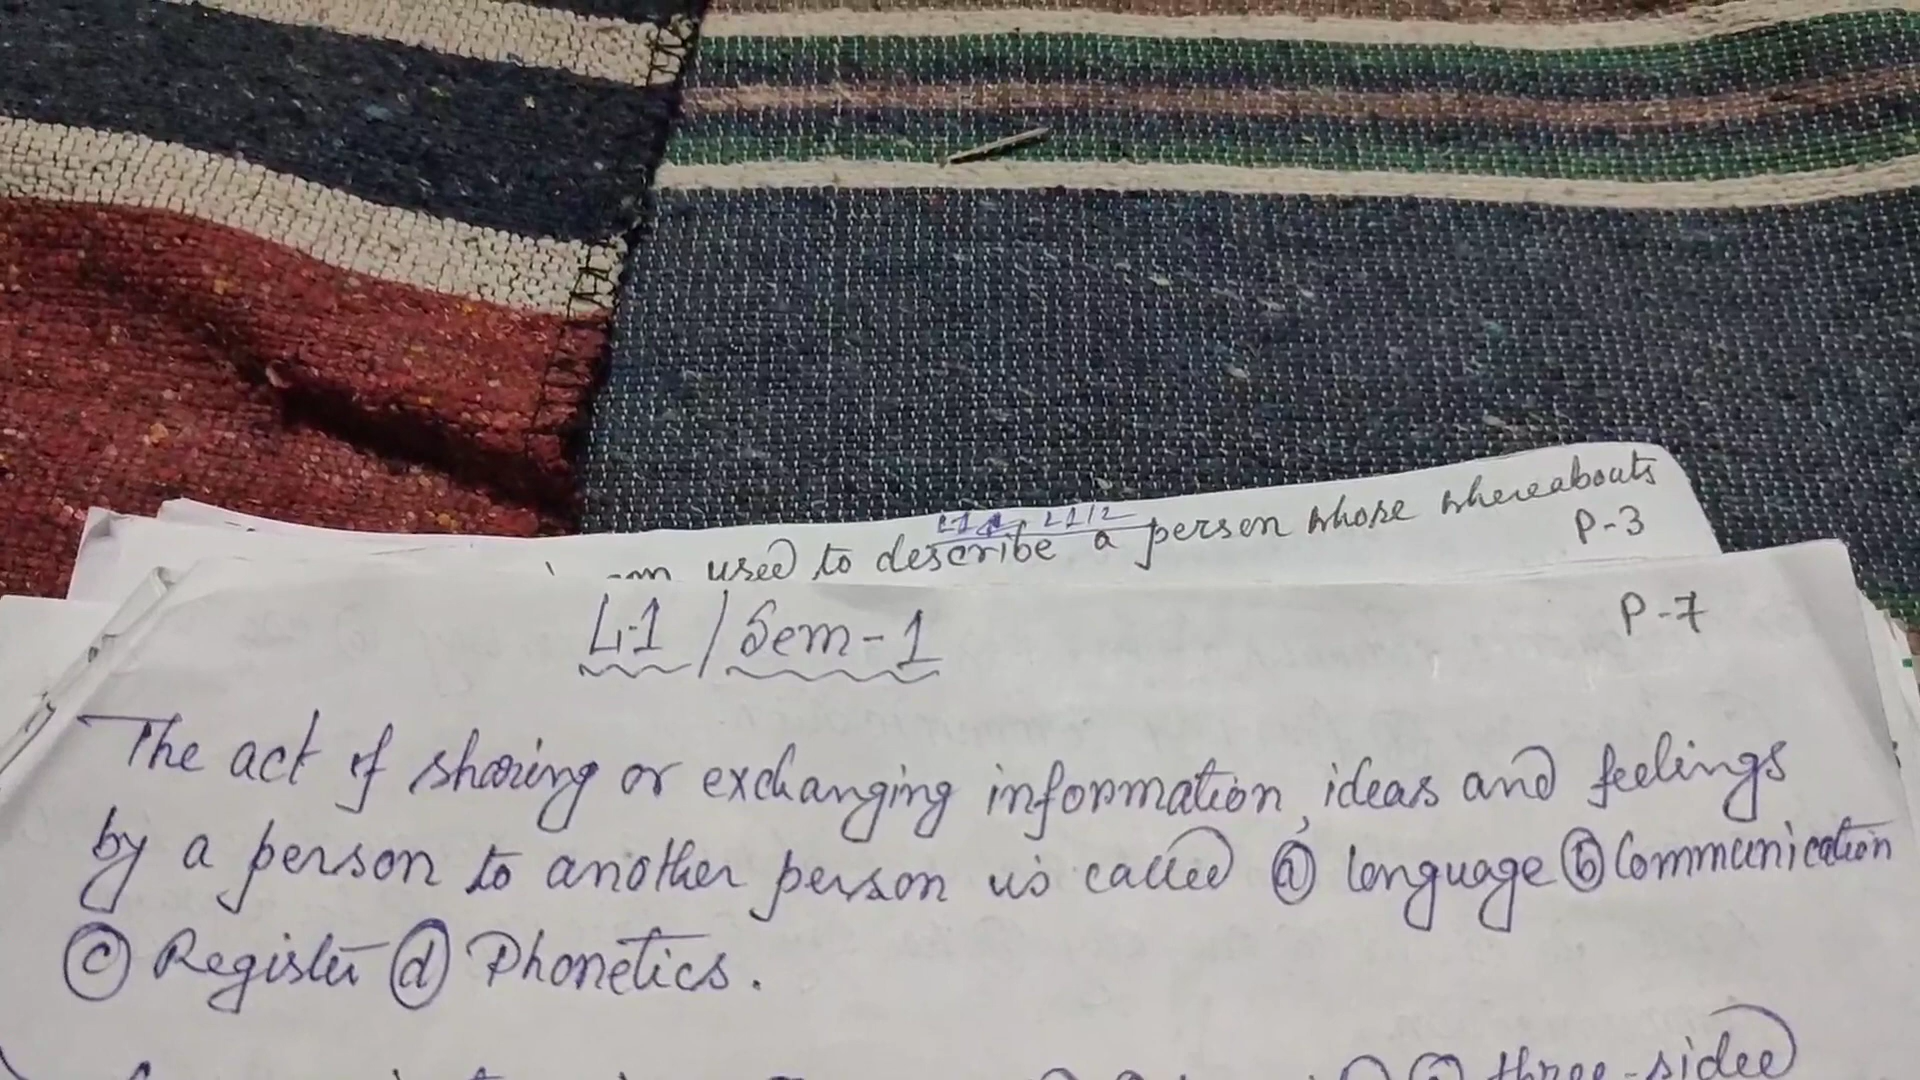 used to describe a person whose whereabouts
P-3
L-1 / Sem-1
P-7
The act of sharing or exchanging information, ideas and feelings
by a person to another person is called ⓐ language ⓑ Communication
ⓒ Register ⓓ Phonetics.
three-sided